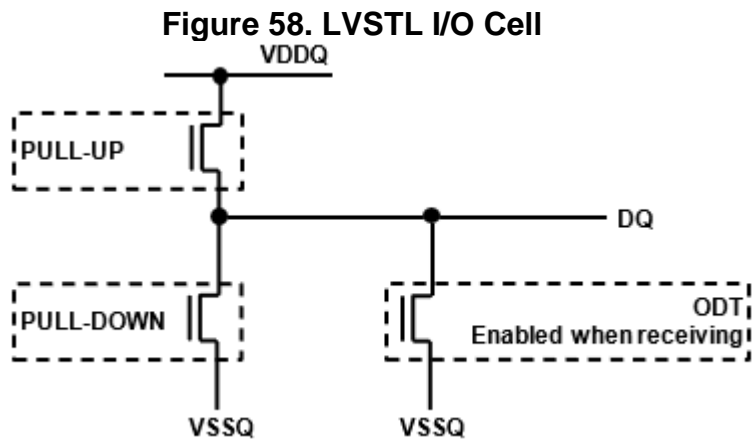 Figure 58. LVSTL I/O Cell
VDDQ
PULL-UP
DQ
PULL-DOWN
ODT
Enabled when receiving
VSSQ
VSSQ